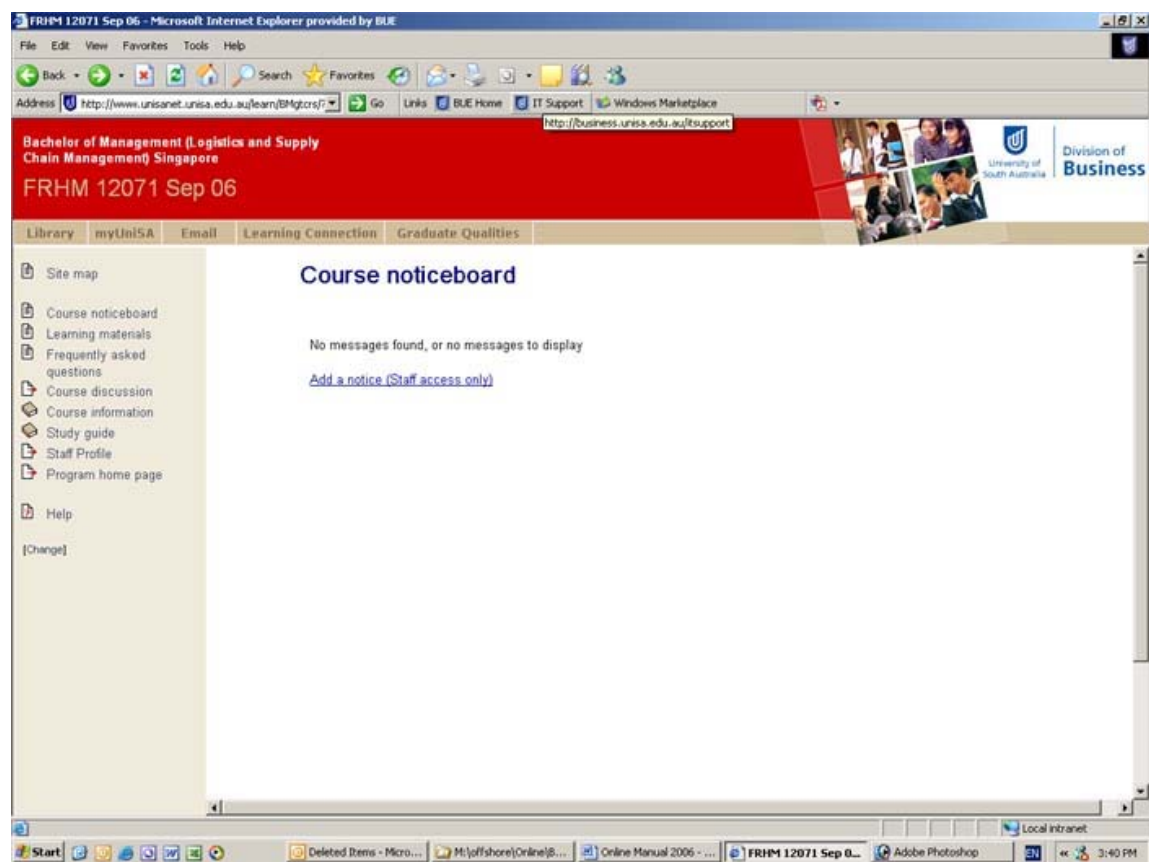 FRHM 12071 Sep 06 - Microsoft Internet Explorer provided by BUE
File Edit View Favorites Tools Help
Back Search Favorites
Address http://www.unisanet.unisa.edu.au/learn/BMgtcrs/ Go Links BUE Home IT Support Windows Marketplace
http://business.unisa.edu.au/itsupport
Bachelor of Management (Logistics and Supply
Chain Management) Singapore
FRHM 12071 Sep 06
University of
South Australia
Division of
Business
Library myUniSA Email Learning Connection Graduate Qualities
Site map
Course noticeboard
Learning materials
Frequently asked
questions
Course discussion
Course information
Study guide
Staff Profile
Program home page
Help
[Change]
Course noticeboard
No messages found, or no messages to display
Add a notice (Staff access only)
Local intranet
Start Deleted Items - Micro... M:\offshore\Online\B... Online Manual 2006 - ... FRHM 12071 Sep 0... Adobe Photoshop EN « 3:40 PM